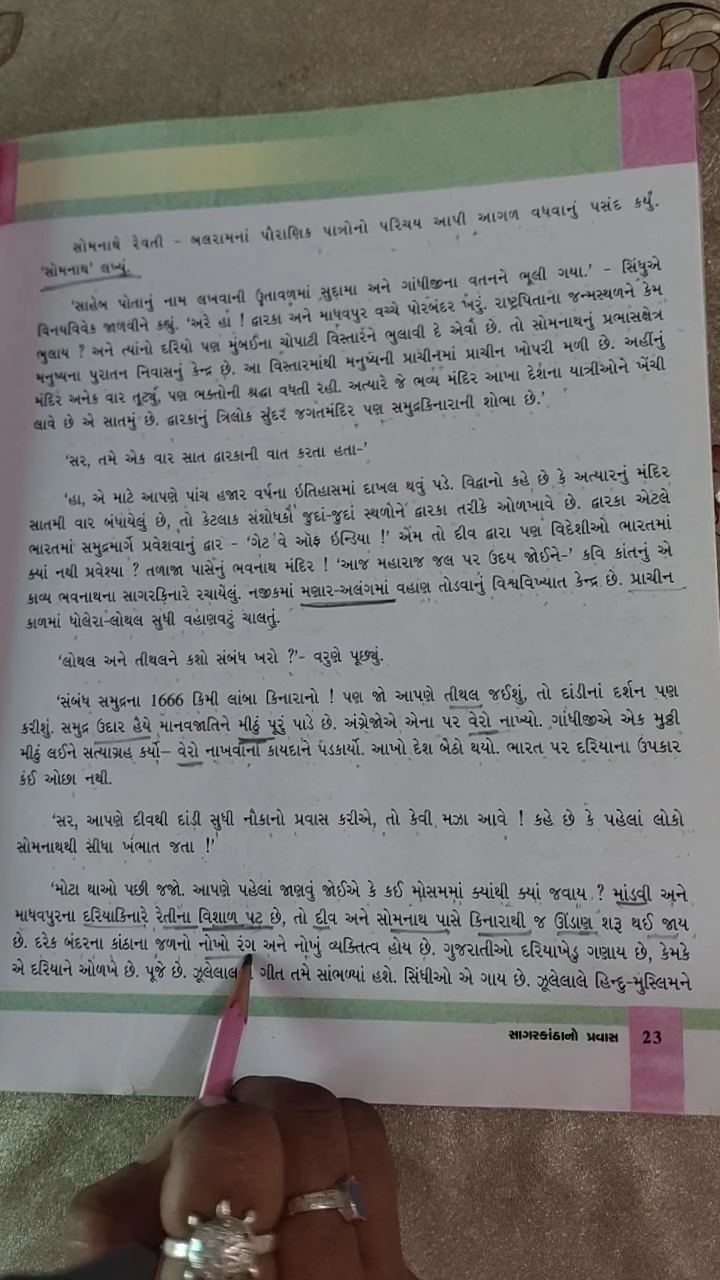 સોમનાથે રેવતી - બલરામનાં પૌરાણિક પાત્રોનો પરિચય આપી આગળ વધવાનું પસંદ કર્યું.
'સોમનાથ' લખ્યું.
'સાહેબ પોતાનું નામ લખવાની ઉતાવળમાં સુદામા અને ગાંધીજીના વતનને ભૂલી ગયા.' - સિંધુએ
વિનયવિવેક જાળવીને કહ્યું. 'અરે હા ! દ્વારકા અને માધવપુર વચ્ચે પોરબંદર ખરું. રાષ્ટ્રપિતાના જન્મસ્થળને કેમ
ભુલાય ? અને ત્યાંનો દરિયો પણ મુંબઈના ચોપાટી વિસ્તારને ભુલાવી દે એવો છે. તો સોમનાથનું પ્રભાસક્ષેત્ર
મનુષ્યના પુરાતન નિવાસનું કેન્દ્ર છે. આ વિસ્તારમાંથી મનુષ્યની પ્રાચીનમાં પ્રાચીન ખોપરી મળી છે. અહીંનું
મંદિર અનેક વાર તૂટ્યું, પણ ભક્તોની શ્રદ્ધા વધતી રહી. અત્યારે જે ભવ્ય મંદિર આખા દેશના યાત્રીઓને ખેંચી
લાવે છે એ સાતમું છે. દ્વારકાનું ત્રિલોક સુંદર જગતમંદિર પણ સમુદ્રકિનારાની શોભા છે.'
'સર, તમે એક વાર સાત દ્વારકાની વાત કરતા હતા-'
'હા, એ માટે આપણે પાંચ હજાર વર્ષના ઇતિહાસમાં દાખલ થવું પડે. વિદ્વાનો કહે છે કે અત્યારનું મંદિર
સાતમી વાર બંધાયેલું છે, તો કેટલાક સંશોધકો જુદાં-જુદાં સ્થળોને દ્વારકા તરીકે ઓળખાવે છે. દ્વારકા એટલે
ભારતમાં સમુદ્રમાર્ગે પ્રવેશવાનું દ્વાર - 'ગેટ વે ઓફ ઇન્ડિયા !' એમ તો દીવ દ્વારા પણ વિદેશીઓ ભારતમાં
ક્યાં નથી પ્રવેશ્યા ? તળાજા પાસેનું ભવનાથ મંદિર ! 'આજ મહારાજ જલ પર ઉદય જોઈને-' કવિ કાંતનું એ
કાવ્ય ભવનાથના સાગરકિનારે રચાયેલું. નજીકમાં મણાર-અલંગમાં વહાણ તોડવાનું વિશ્વવિખ્યાત કેન્દ્ર છે. પ્રાચીન
કાળમાં ધોલેરા-લોથલ સુધી વહાણવટું ચાલતું.
'લોથલ અને તીથલને કશો સંબંધ ખરો ?'- વરુણે પૂછ્યું.
'સંબંધ સમુદ્રના 1666 કિમી લાંબા કિનારાનો ! પણ જો આપણે તીથલ જઈશું, તો દાંડીનાં દર્શન પણ
કરીશું. સમુદ્ર ઉદાર હૈયે માનવજાતિને મીઠું પૂરું પાડે છે. અંગ્રેજોએ એના પર વેરો નાખ્યો. ગાંધીજીએ એક મુઠ્ઠી
મીઠું લઈને સત્યાગ્રહ કર્યો– વેરો નાખવાના કાયદાને પડકાર્યો. આખો દેશ બેઠો થયો. ભારત પર દરિયાના ઉપકાર
કંઈ ઓછા નથી.
'સર, આપણે દીવથી દાંડી સુધી નૌકાનો પ્રવાસ કરીએ, તો કેવી મઝા આવે ! કહે છે કે પહેલાં લોકો
સોમનાથથી સીધા ખંભાત જતા !'
'મોટા થાઓ પછી જજો. આપણે પહેલાં જાણવું જોઈએ કે કઈ મોસમમાં ક્યાંથી ક્યાં જવાય ? માંડવી અને
માધવપુરના દરિયાકિનારે રેતીના વિશાળ પટ છે, તો દીવ અને સોમનાથ પાસે કિનારાથી જ ઊંડાણ શરૂ થઈ જાય
છે. દરેક બંદરના કાંઠાના જળનો નોખો રંગ અને નોખું વ્યક્તિત્વ હોય છે. ગુજરાતીઓ દરિયાખેડુ ગણાય છે, કેમકે
એ દરિયાને ઓળખે છે. પૂજે છે. ઝૂલેલાલ ગીત તમે સાંભળ્યાં હશે. સિંધીઓ એ ગાય છે. ઝૂલેલાલે હિન્દુ-મુસ્લિમને
સાગરકાંઠાનો પ્રવાસ 23